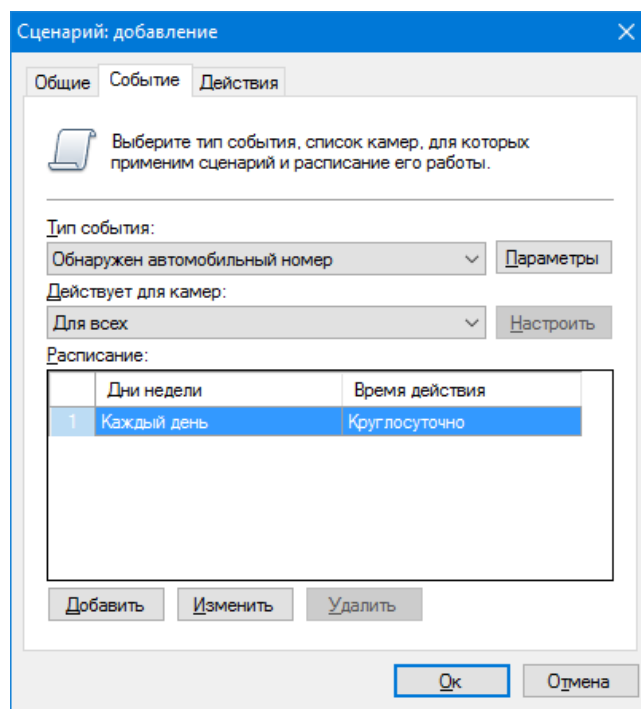 Сценарий: добавление
Общие Событие Действия
Выберите тип события, список камер, для которых
применим сценарий и расписание его работы.
Тип события:
Обнаружен автомобильный номер Параметры
Действует для камер:
Для всех Настроить
Расписание:
Дни недели Время действия
1 Каждый день Круглосуточно
Добавить Изменить Удалить
Ок Отмена